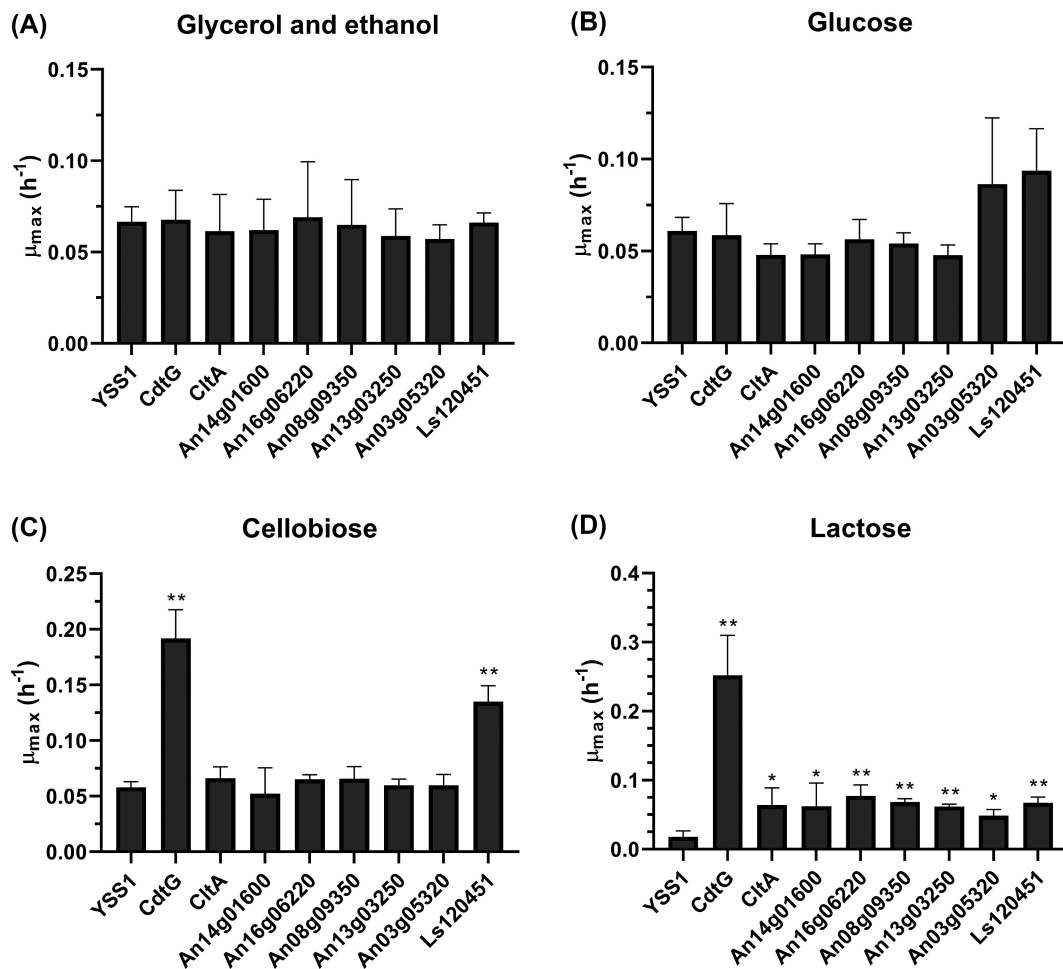 (A) Glycerol and ethanol
0.15
0.10
0.05
0.00
μmax (h-1)
YSS1 CdtG CltA An14g01600 An16g06220 An08g09350 An13g03250 An03g05320 Ls120451
(B) Glucose
0.15
0.10
0.05
0.00
μmax (h-1)
YSS1 CdtG CltA An14g01600 An16g06220 An08g09350 An13g03250 An03g05320 Ls120451
(C) Cellobiose
0.25
0.20
0.15
0.10
0.05
0.00
μmax (h-1)
** **
YSS1 CdtG CltA An14g01600 An16g06220 An08g09350 An13g03250 An03g05320 Ls120451
(D) Lactose
0.4
0.3
0.2
0.1
0.0
μmax (h-1)
** * * ** ** ** * **
YSS1 CdtG CltA An14g01600 An16g06220 An08g09350 An13g03250 An03g05320 Ls120451